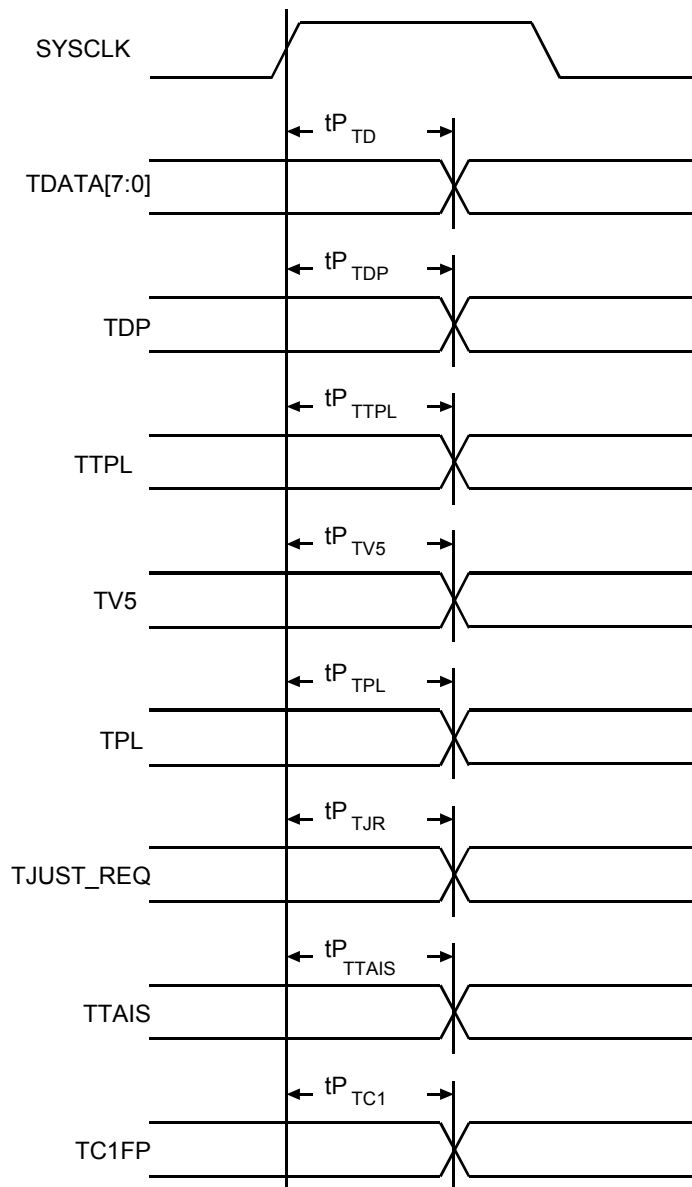 SYSCLK
tP TD
TDATA[7:0]
tP TDP
TDP
tP TTPL
TTPL
tP TV5
TV5
tP TPL
TPL
tP TJR
TJUST_REQ
tP TTAIS
TTAIS
tP TC1
TC1FP